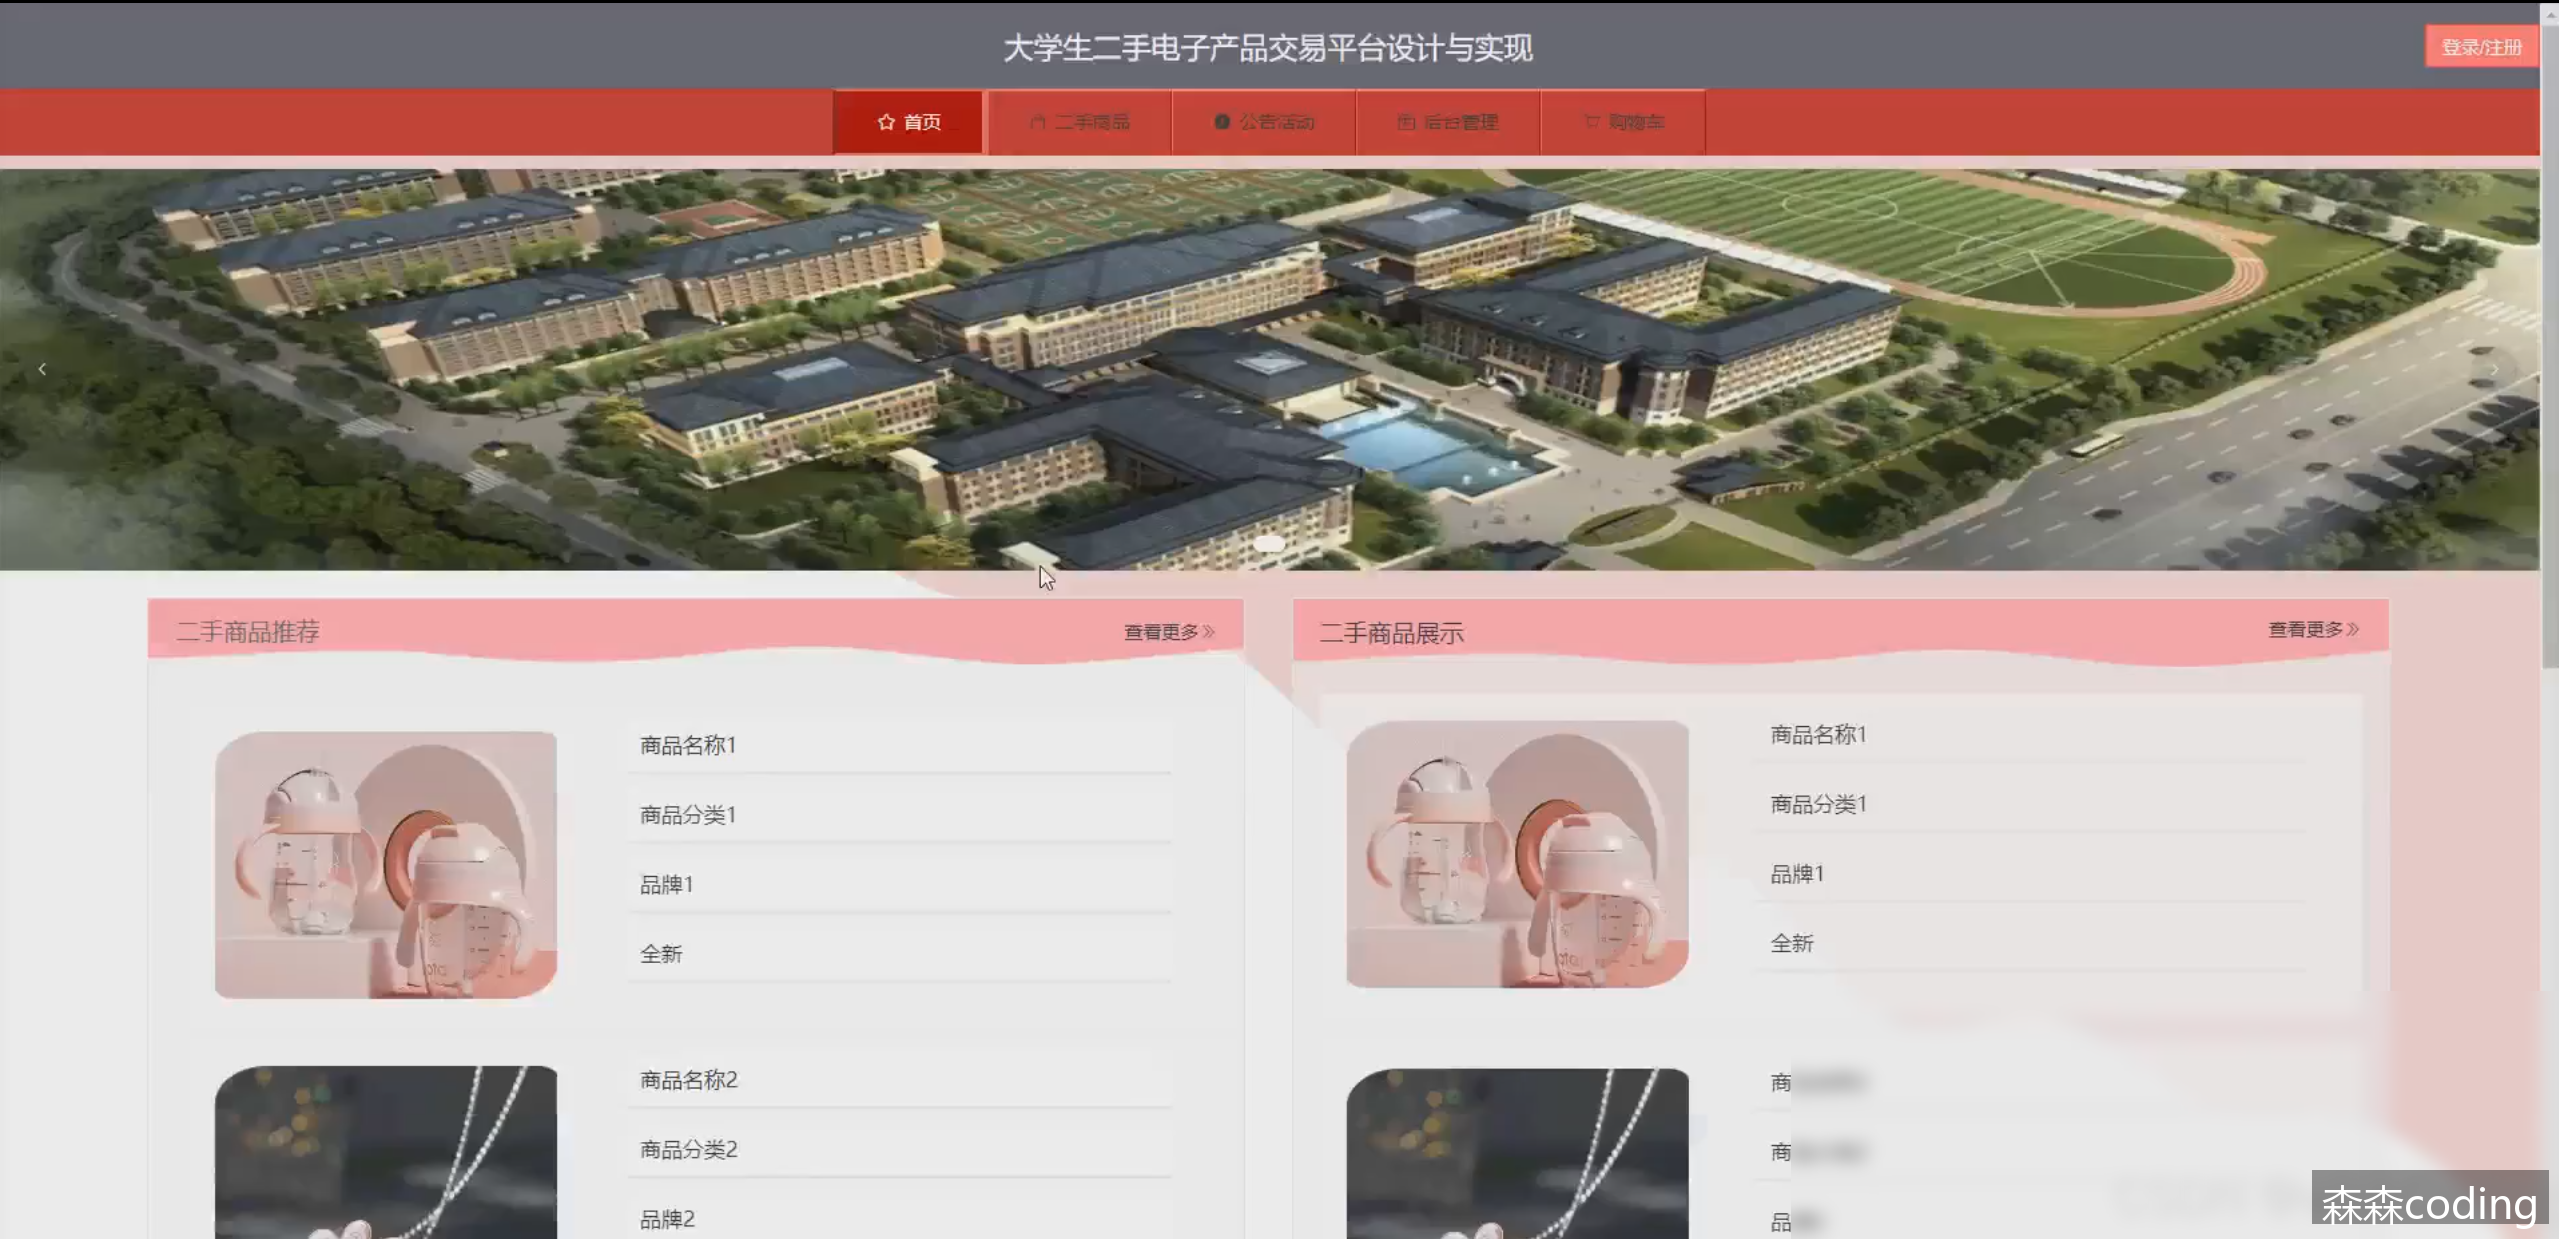 大学生二手电子产品交易平台设计与实现
登录/注册
首页
二手商品
公告活动
后台管理
购物车
二手商品推荐
查看更多
商品名称1
商品分类1
品牌1
全新
商品名称2
商品分类2
品牌2
二手商品展示
查看更多
商品名称1
商品分类1
品牌1
全新
商
商
品
森森coding